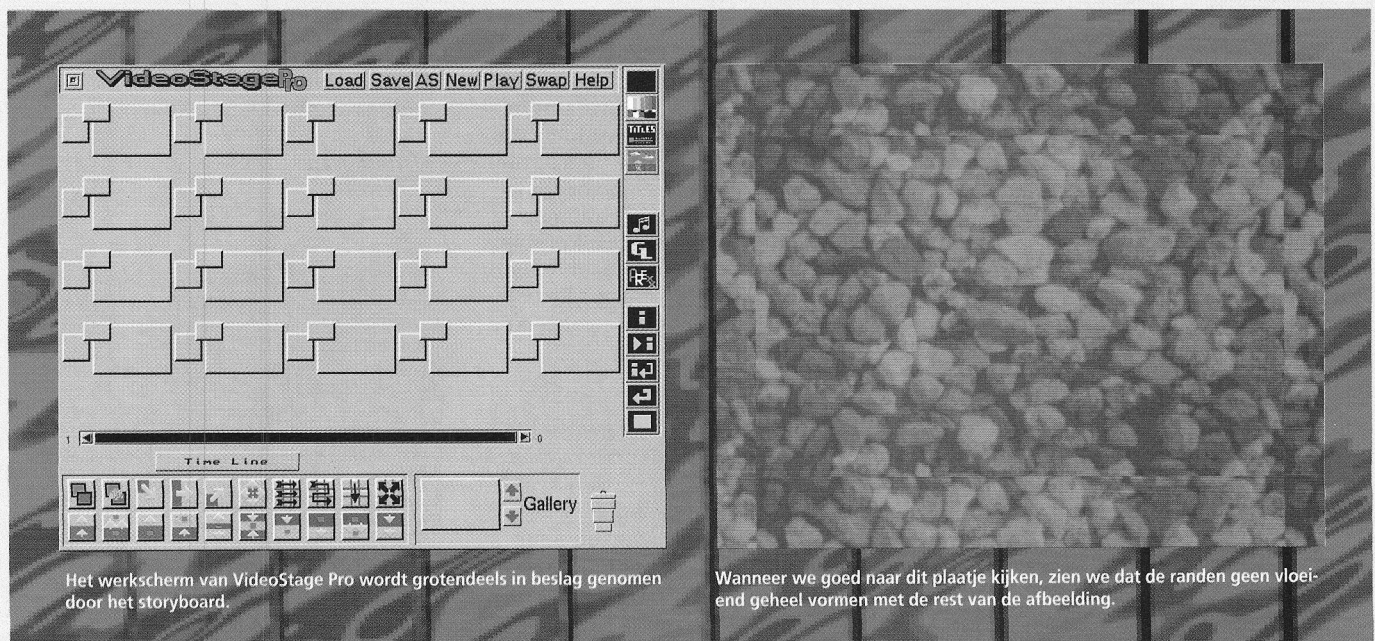 VideoStage Pro Load Save AS New Play Swap Help
TITLES
GL
ARexx
1 0
Time Line
Gallery
Het werkscherm van VideoStage Pro wordt grotendeels in beslag genomen
door het storyboard.
Wanneer we goed naar dit plaatje kijken, zien we dat de randen geen vloei-
end geheel vormen met de rest van de afbeelding.